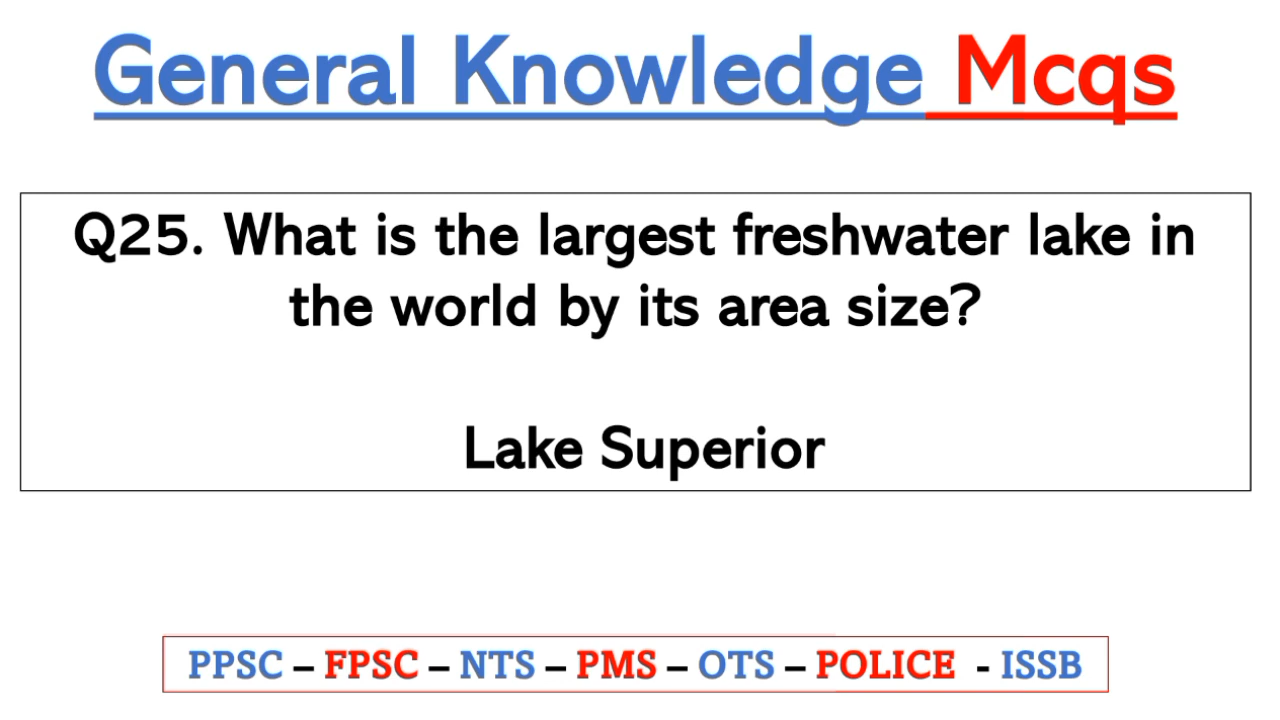 General Knowledge Mcqs
Q25. What is the largest freshwater lake in
the world by its area size?
Lake Superior
PPSC – FPSC – NTS – PMS – OTS – POLICE - ISSB